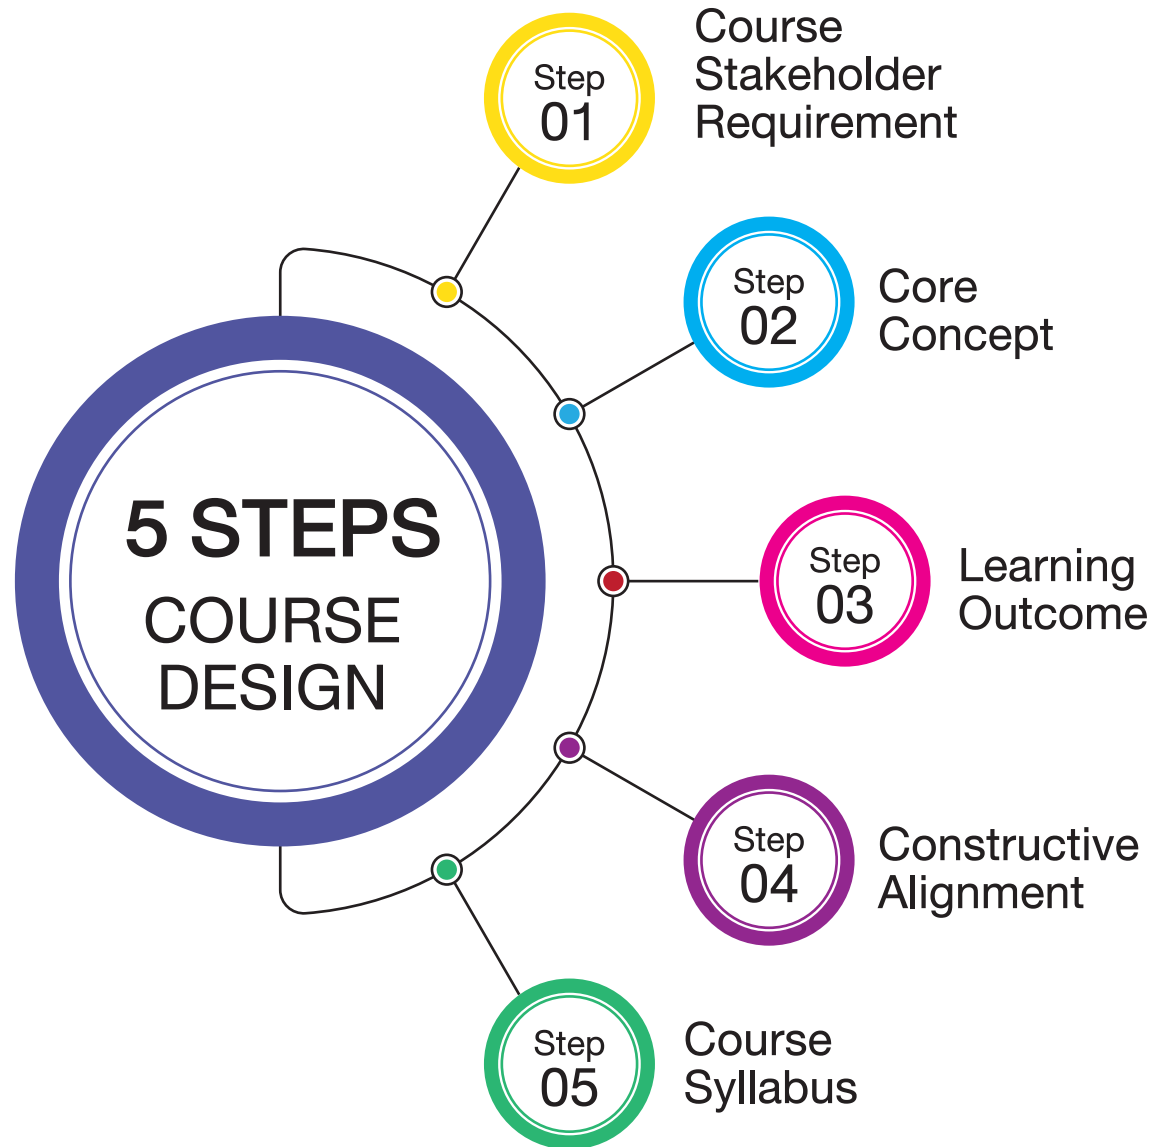 5 STEPS
COURSE
DESIGN
Step
01
Course
Stakeholder
Requirement
Step
02
Core
Concept
Step
03
Learning
Outcome
Step
04
Constructive
Alignment
Step
05
Course
Syllabus